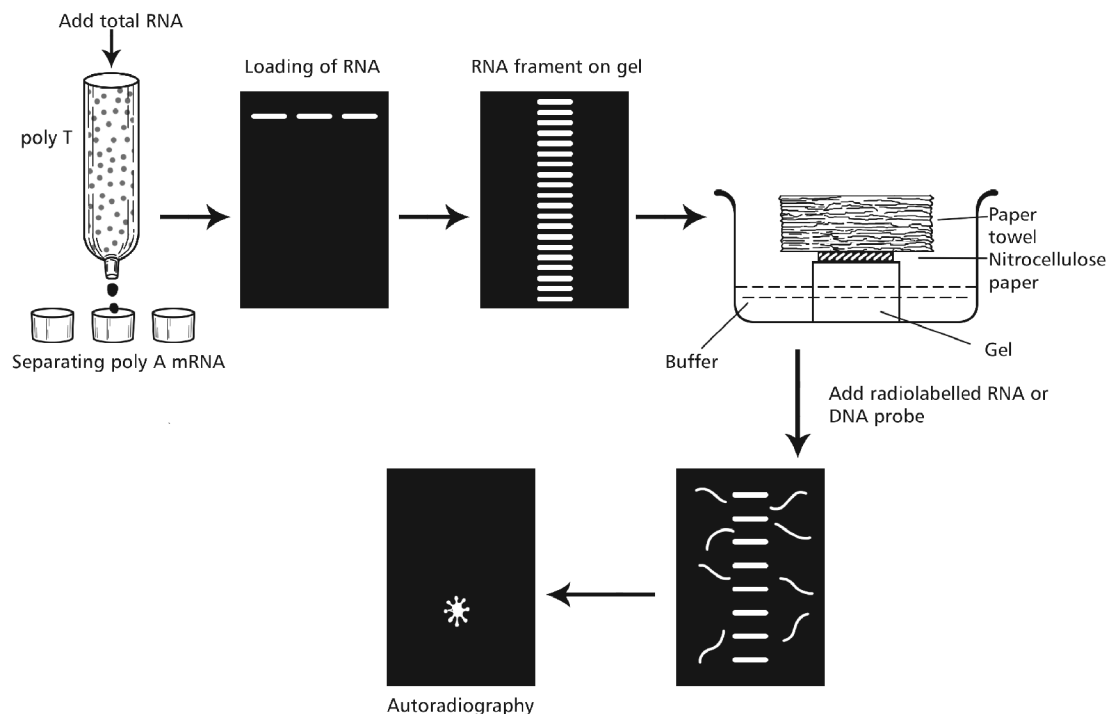 Add total RNA
poly T
Separating poly A mRNA
Loading of RNA
RNA frament on gel
Paper
towel
Nitrocellulose
paper
Buffer
Gel
Add radiolabelled RNA or
DNA probe
Autoradiography